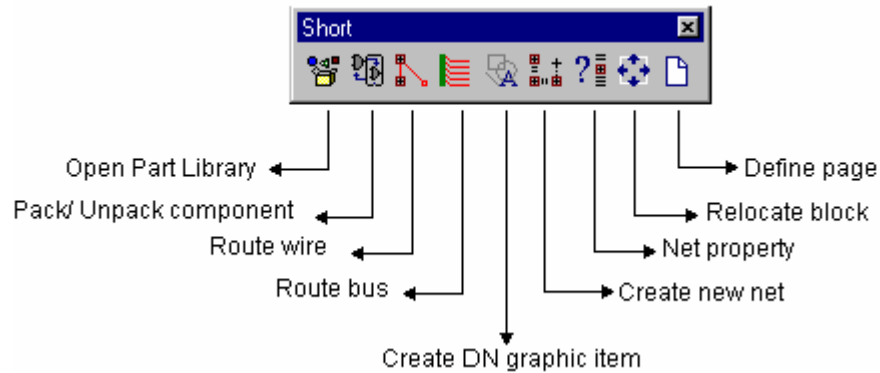 Short
Open Part Library
Define page
Pack/ Unpack component
Relocate block
Route wire
Net property
Route bus
Create new net
Create DN graphic item